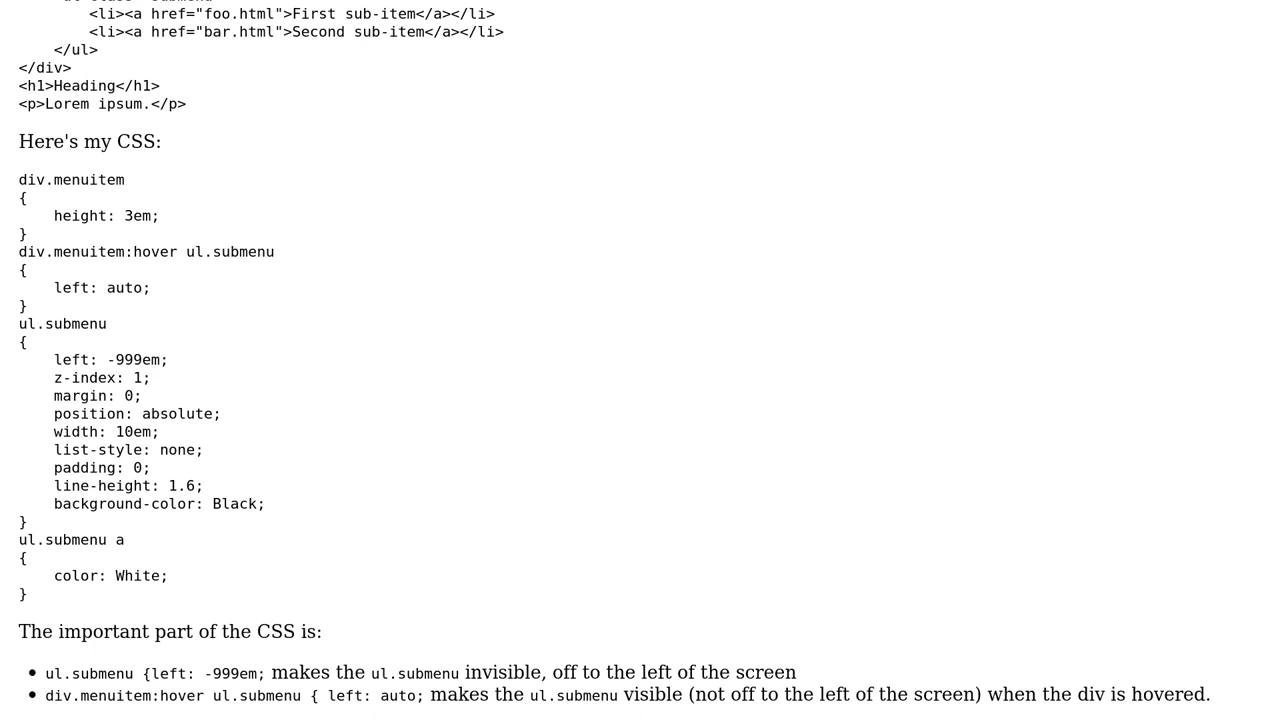 <li><a href="foo.html">First sub-item</a></li>
<li><a href="bar.html">Second sub-item</a></li>
</ul>
</div>
<h1>Heading</h1>
<p>Lorem ipsum.</p>
Here's my CSS:
div.menuitem
{
height: 3em;
}
div.menuitem:hover ul.submenu
{
left: auto;
}
ul.submenu
{
left: -999em;
z-index: 1;
margin: 0;
position: absolute;
width: 10em;
list-style: none;
padding: 0;
line-height: 1.6;
background-color: Black;
}
ul.submenu a
{
color: White;
}
The important part of the CSS is:
• ul.submenu {left: -999em; makes the ul.submenu invisible, off to the left of the screen
• div.menuitem:hover ul.submenu { left: auto; makes the ul.submenu visible (not off to the left of the screen) when the div is hovered.